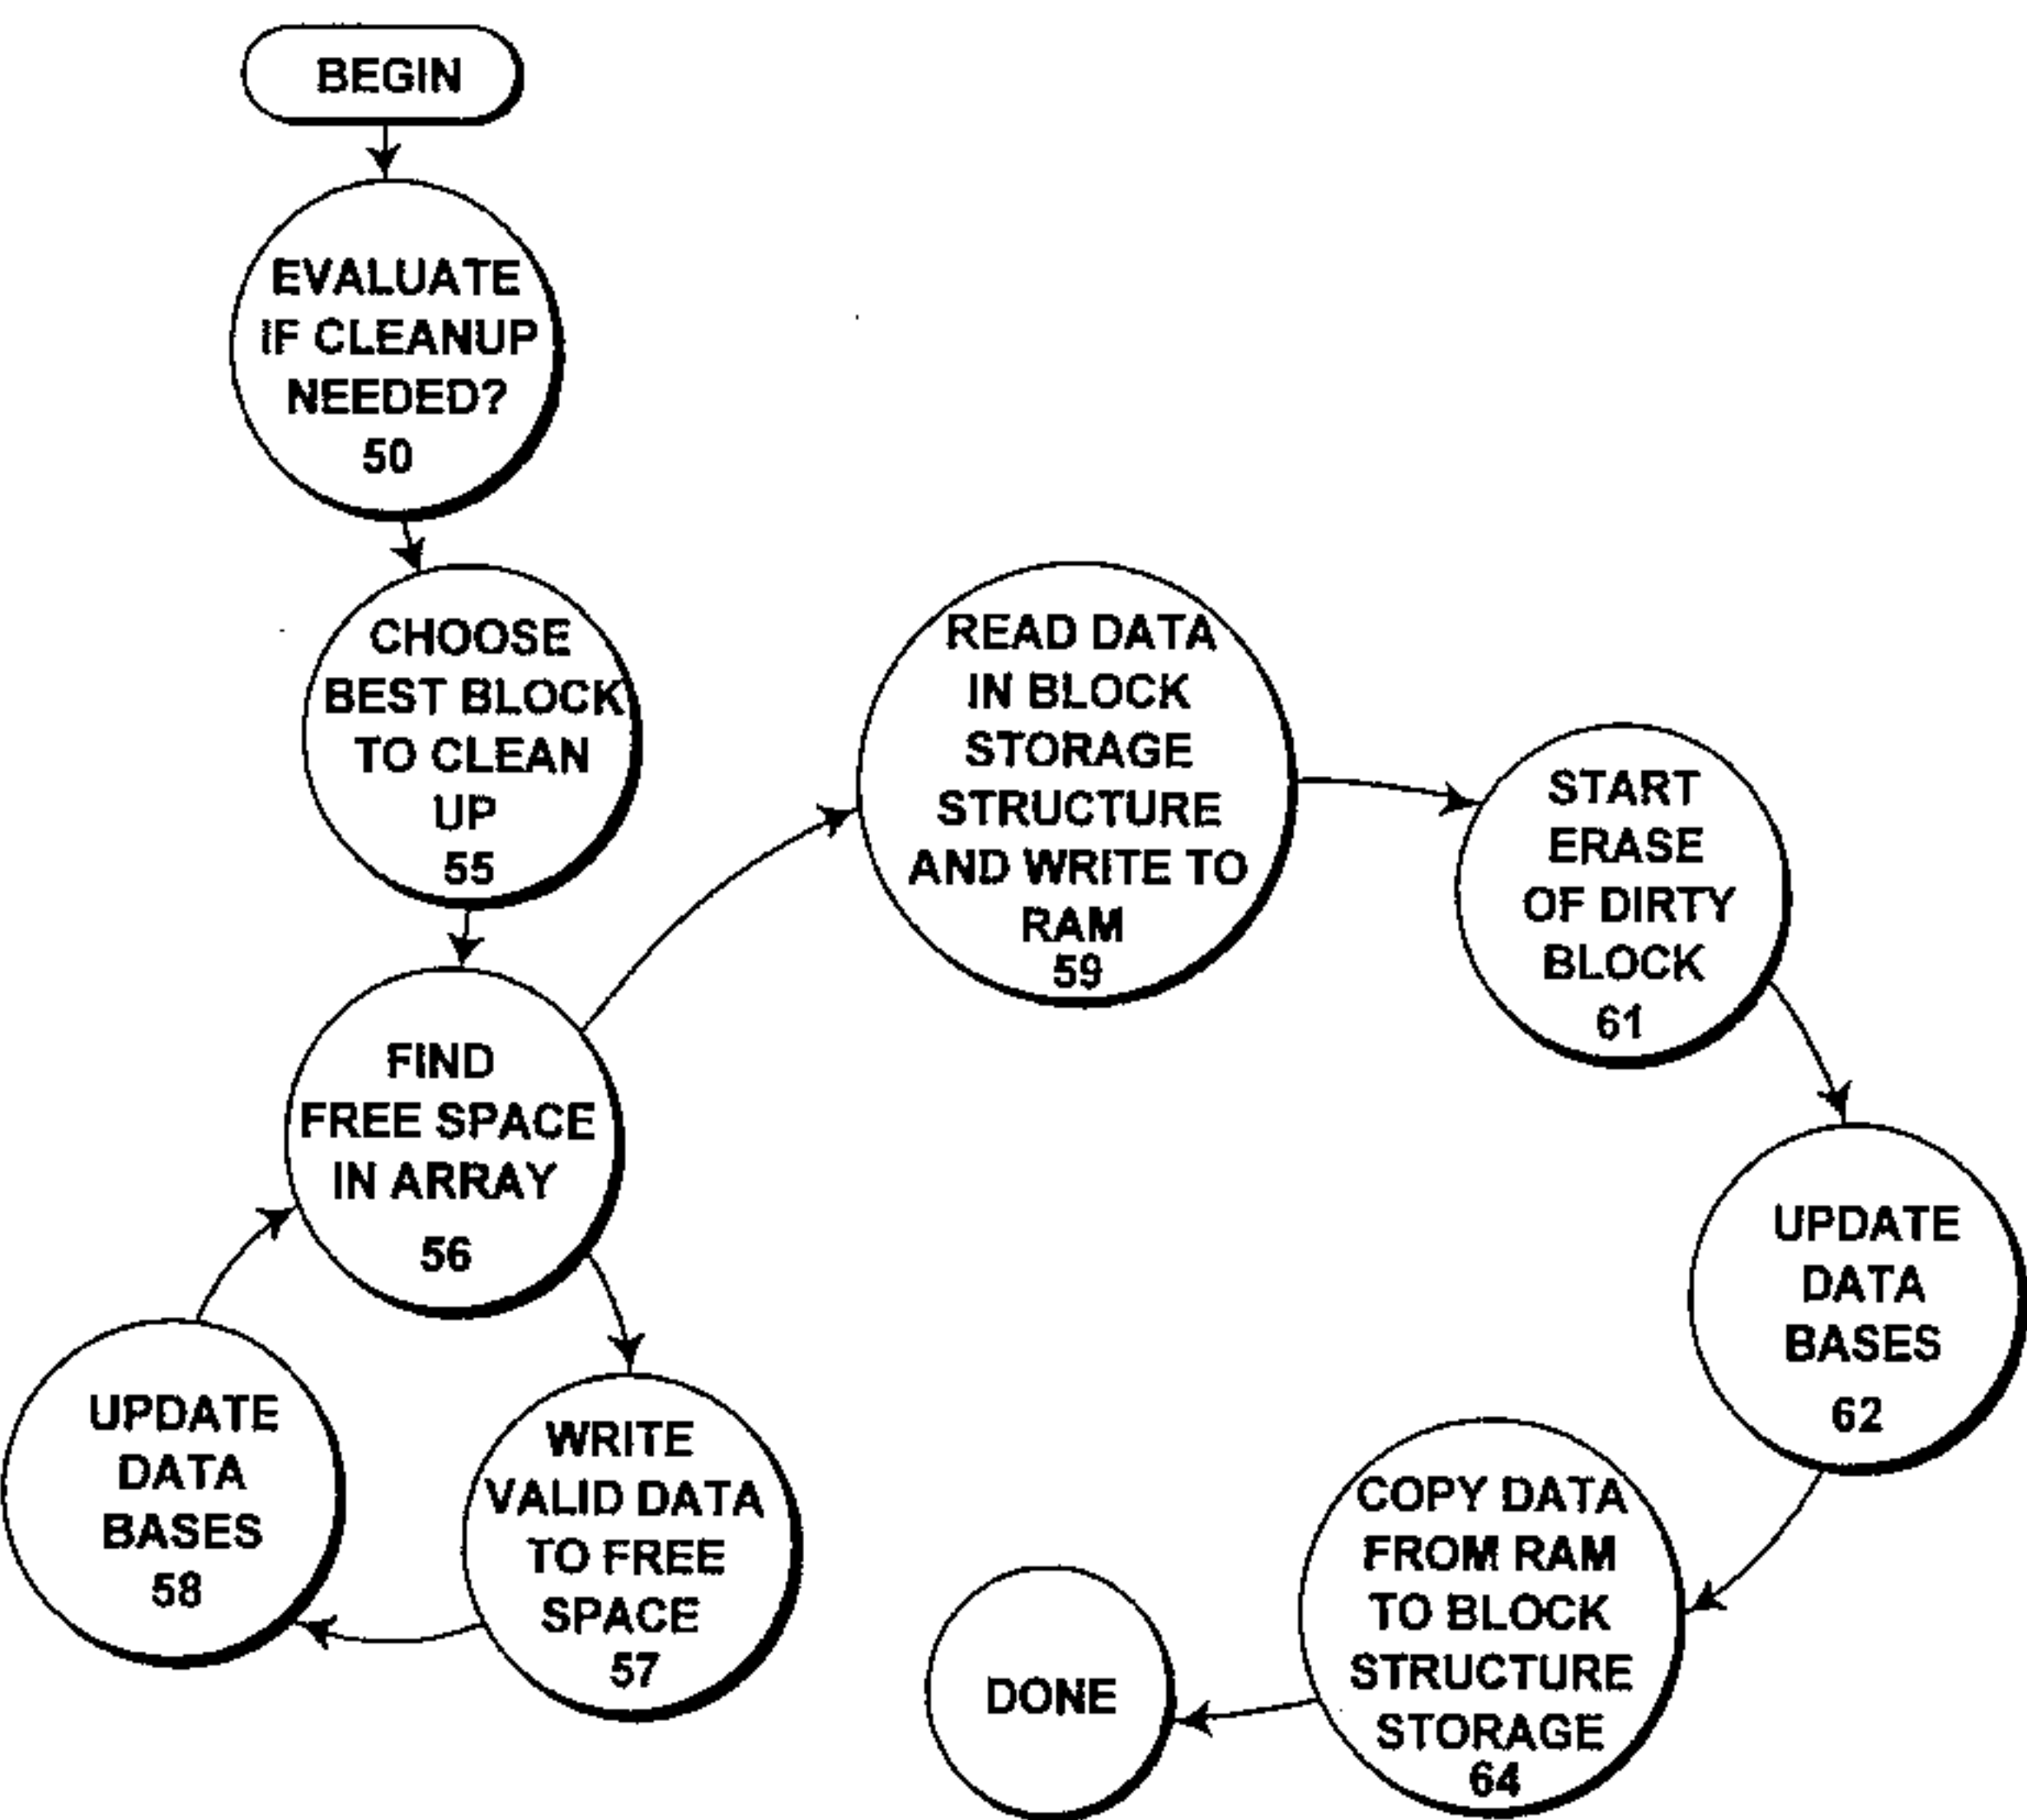 BEGIN
EVALUATE
IF CLEANUP
NEEDED?
50
CHOOSE
BEST BLOCK
TO CLEAN
UP
55
FIND
FREE SPACE
IN ARRAY
56
WRITE
VALID DATA
TO FREE
SPACE
57
UPDATE
DATA
BASES
58
READ DATA
IN BLOCK
STORAGE
STRUCTURE
AND WRITE TO
RAM
59
START
ERASE
OF DIRTY
BLOCK
61
UPDATE
DATA
BASES
62
COPY DATA
FROM RAM
TO BLOCK
STRUCTURE
STORAGE
64
DONE